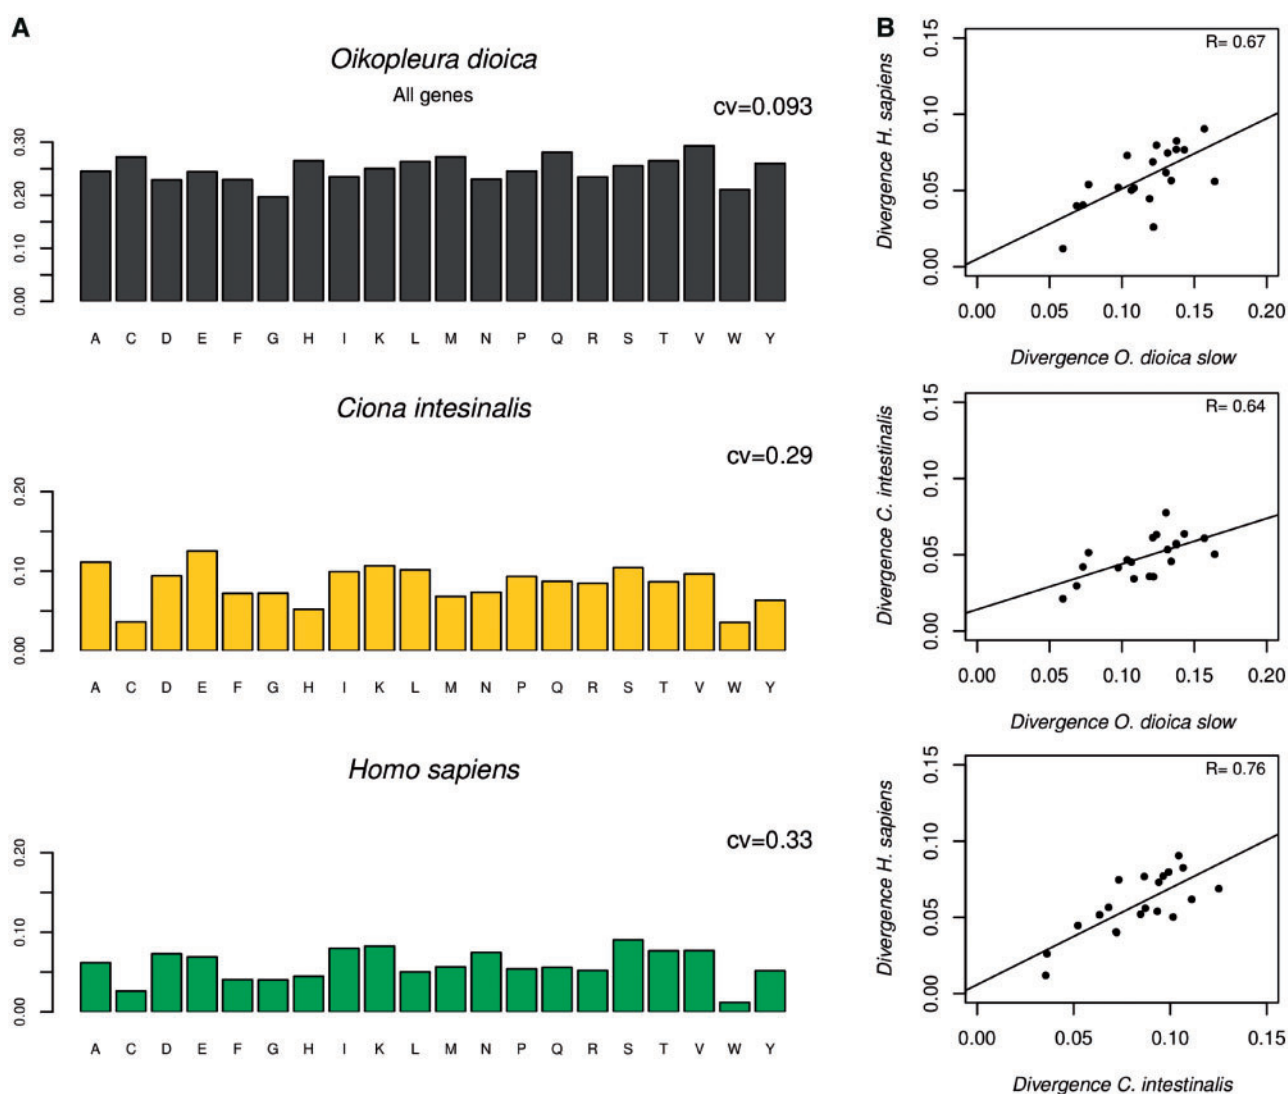 A
Oikopleura dioica
All genes
cv=0.093
0.00 0.10 0.20 0.30
A C D E F G H I K L M N P Q R S T V W Y
Ciona intesinalis
cv=0.29
0.00 0.10 0.20
A C D E F G H I K L M N P Q R S T V W Y
Homo sapiens
cv=0.33
0.00 0.10 0.20
A C D E F G H I K L M N P Q R S T V W Y
B
R= 0.67
Divergence H. sapiens
0.00 0.05 0.10 0.15
0.00 0.05 0.10 0.15 0.20
Divergence O. dioica slow
R= 0.64
Divergence C. intestinalis
0.00 0.05 0.10 0.15
0.00 0.05 0.10 0.15 0.20
Divergence O. dioica slow
R= 0.76
Divergence H. sapiens
0.00 0.05 0.10 0.15
0.00 0.05 0.10 0.15
Divergence C. intestinalis